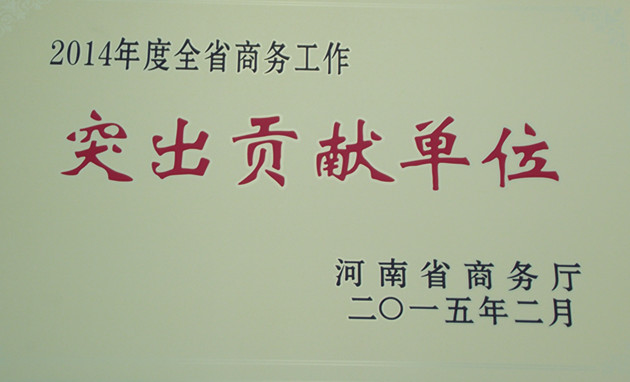 2014年度全省商务工作
突出贡献单位
河南省商务厅
二〇一五年二月